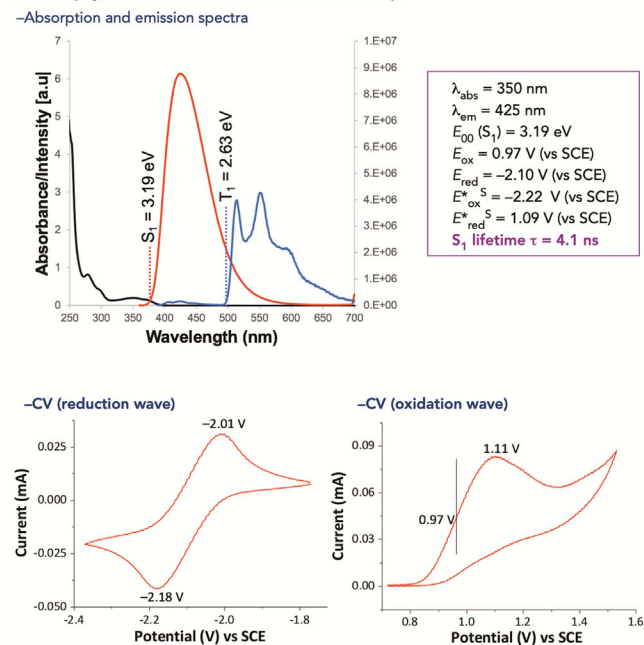 –Absorption and emission spectra
7
6
5
4
3
2
1
0
Absorbance/Intensity [a.u]
1.E+07
9.E+06
8.E+06
7.E+06
6.E+06
5.E+06
4.E+06
3.E+06
2.E+06
1.E+06
0.E+00
S₁ = 3.19 eV
T₁ = 2.63 eV
250 300 350 400 450 500 550 600 650 700
Wavelength (nm)
λabs = 350 nm
λem = 425 nm
E00 (S₁) = 3.19 eV
Eox = 0.97 V (vs SCE)
Ered = –2.10 V (vs SCE)
E*ox^S = –2.22 V (vs SCE)
E*red^S = 1.09 V (vs SCE)
S₁ lifetime τ = 4.1 ns
–CV (reduction wave)
–2.01 V
0.025
0.000
-0.025
-0.050
Current (mA)
–2.18 V
-2.4 -2.2 -2.0 -1.8
Potential (V) vs SCE
–CV (oxidation wave)
1.11 V
0.09
0.06
0.03
0.00
Current (mA)
0.97 V
0.8 1.0 1.2 1.4 1.6
Potential (V) vs SCE